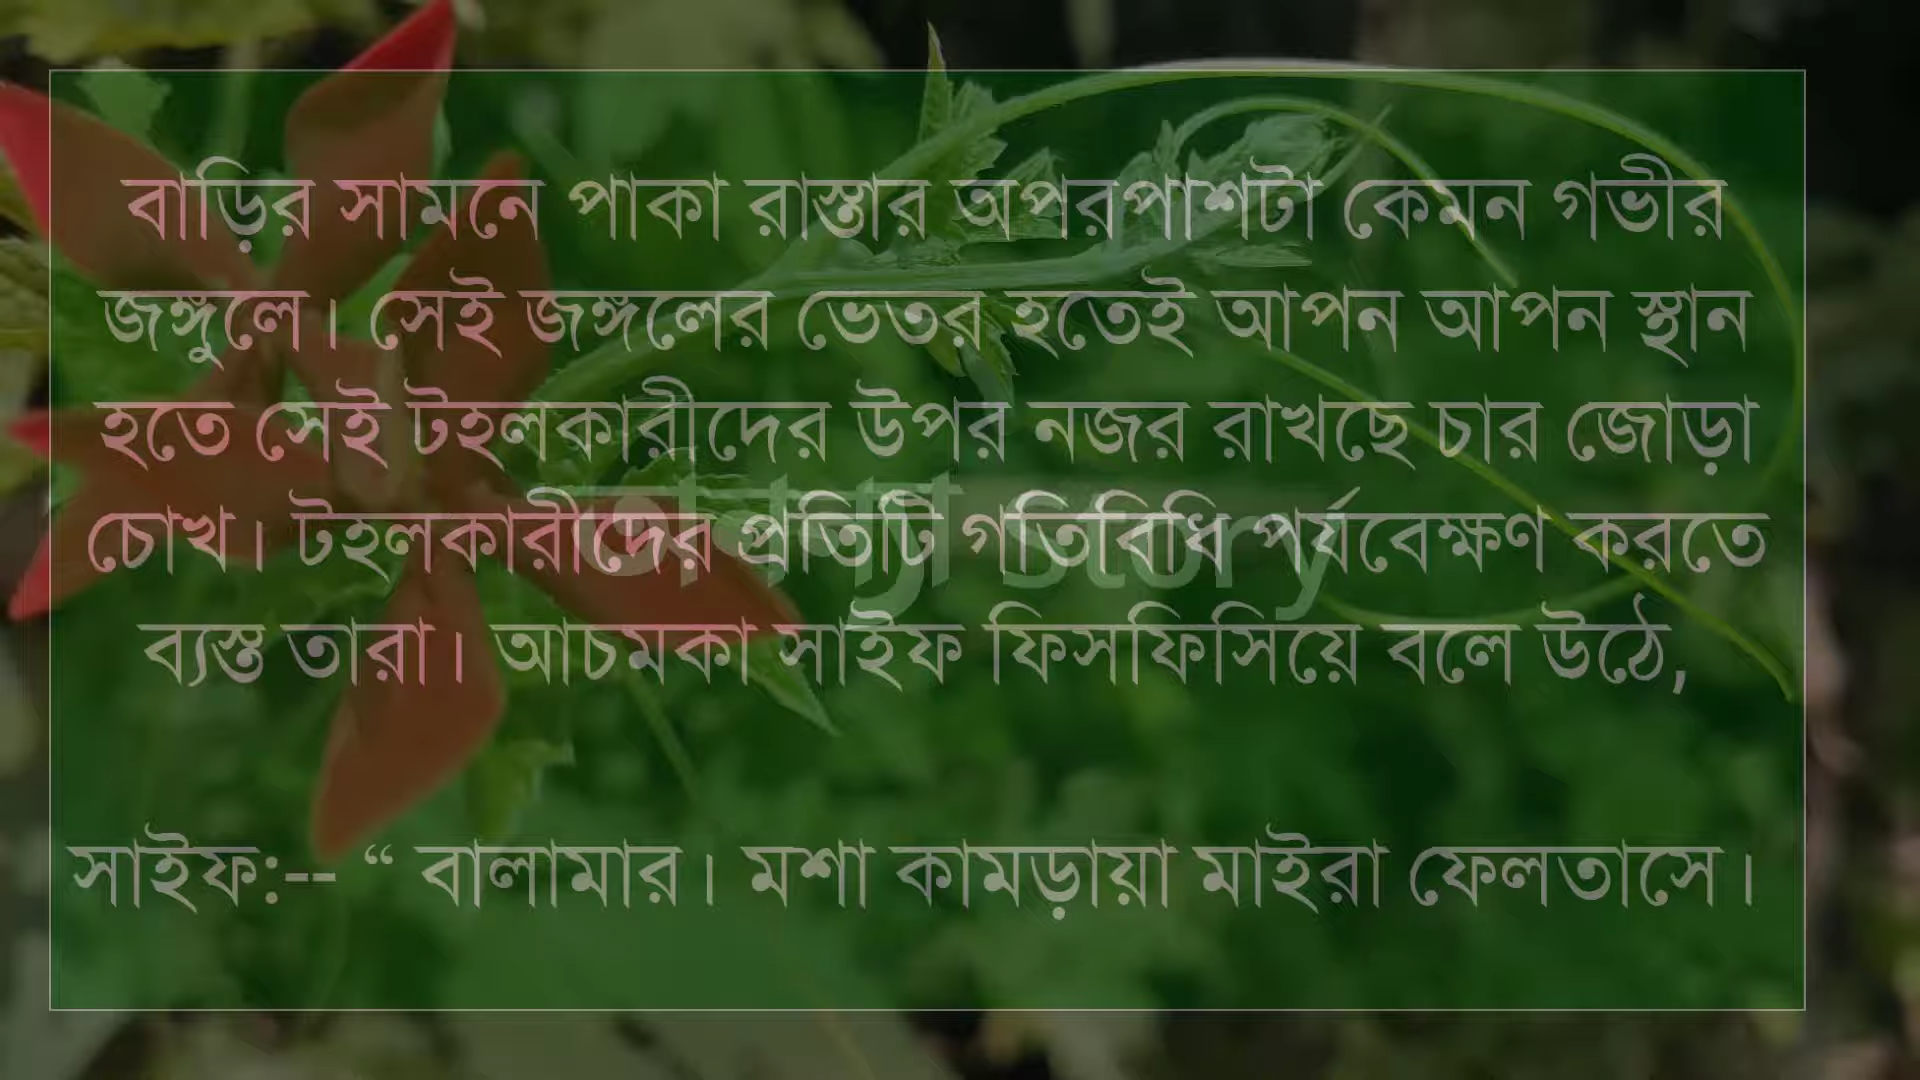 বাড়ির সামনে পাকা রাস্তার অপরপাশটা কেমন গভীর
জঙ্গুলে। সেই জঙ্গলের ভেতর হতেই আপন আপন স্থান
হতে সেই টহলকারীদের উপর নজর রাখছে চার জোড়া
চোখ। টহলকারীদের প্রতিটি গতিবিধি পর্যবেক্ষণ করতে
ব্যস্ত তারা। আচমকা সাইফ ফিসফিসিয়ে বলে উঠে,
সাইফ:-- “ বালামার। মশা কামড়ায়া মাইরা ফেলতাসে।
Story